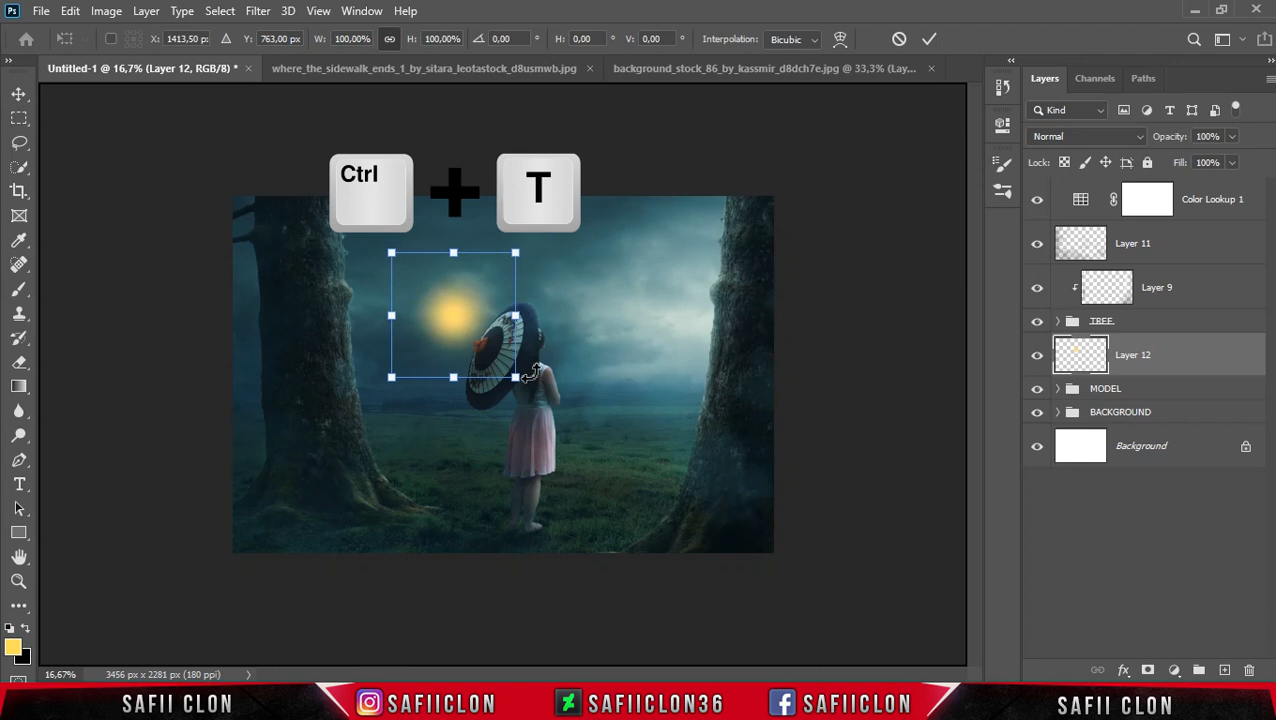 Ps File Edit Image Layer Type Select Filter 3D View Window Help
X: 1413,50 px Y: 763,00 px W: 100,00% H: 100,00% 0,00 ° H: 0,00 ° V: 0,00 ° Interpolation: Bicubic
Untitled-1 @ 16,7% (Layer 12, RGB/8) * where_the_sidewalk_ends_1_by_sitara_leotastock_d8usmwb.jpg background_stock_86_by_kassmir_d8dch7e.jpg @ 33,3% (Lay...
Layers Channels Paths
Kind
Normal Opacity: 100%
Lock: Fill: 100%
Ctrl + T
Color Lookup 1
Layer 11
Layer 9
TREE
Layer 12
MODEL
BACKGROUND
Background
T
16,67% 3456 px x 2281 px (180 ppi)
fx
SAFII CLON SAFIICLON SAFIICLON36 SAFIICLON SAFII CLON